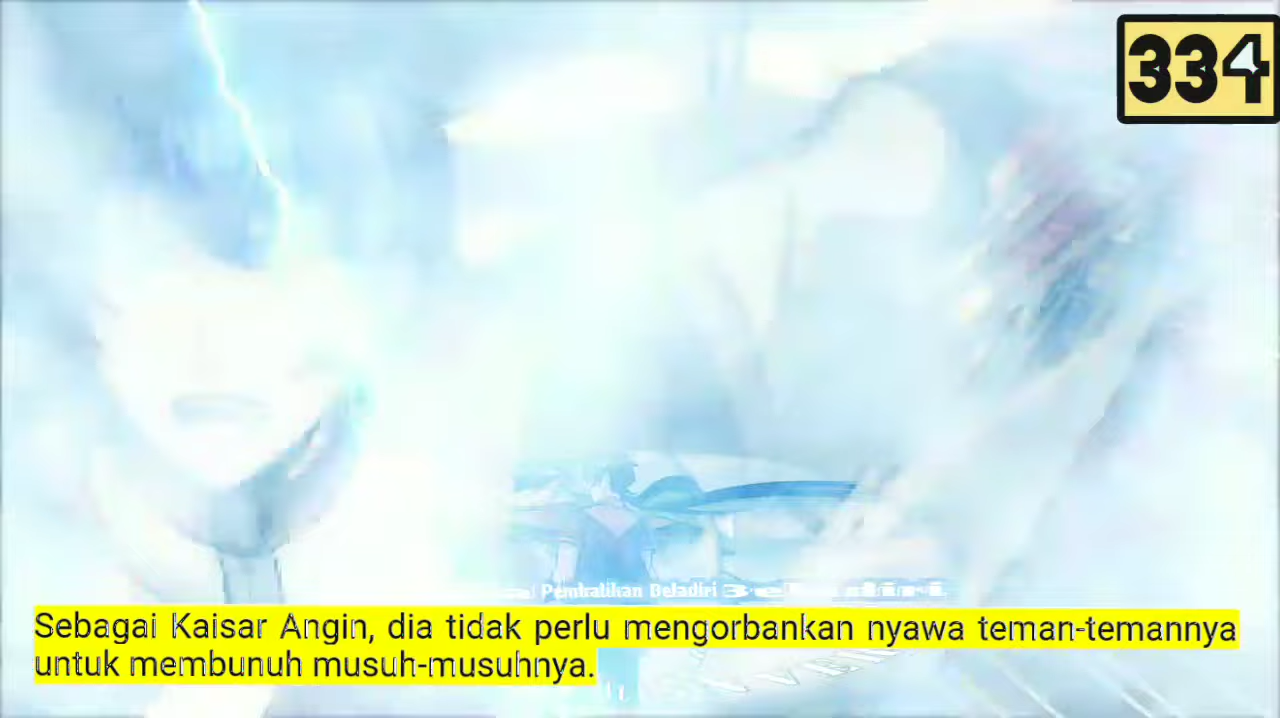 334
Pembatikan Beladiri
Sebagai Kaisar Angin, dia tidak perlu mengorbankan nyawa teman-temannya
untuk membunuh musuh-musuhnya.